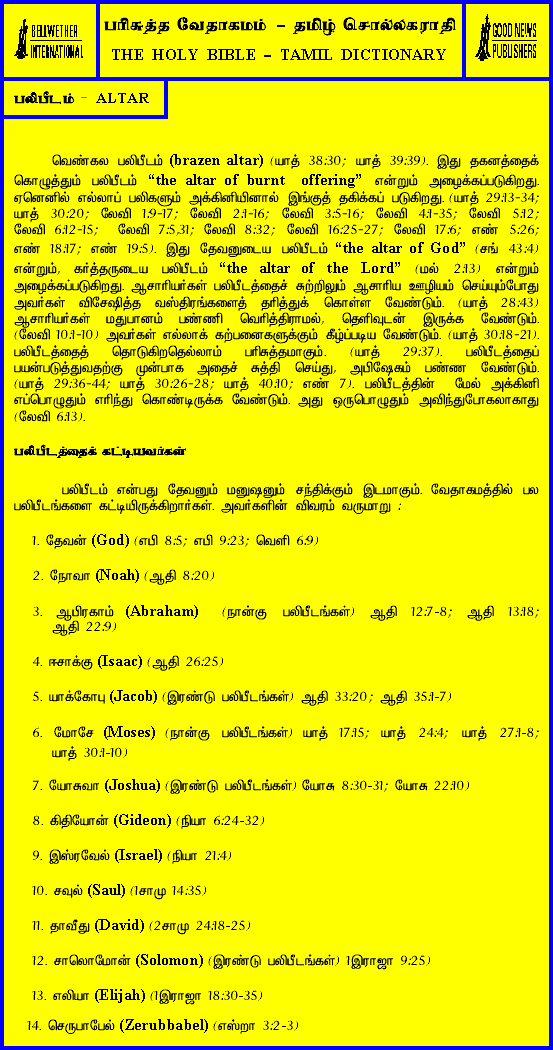 BELLWETHER INTERNATIONAL
பரிசுத்த வேதாகமம் – தமிழ் சொல்லகராதி
THE HOLY BIBLE – TAMIL DICTIONARY
GOOD NEWS PUBLISHERS
பலிபீடம் – ALTAR
வெண்கல பலிபீடம் (brazen altar) (யாத் 38:30; யாத் 39:39). இது தகனத்தைக்
கொழுத்தும் பலிபீடம் “the altar of burnt offering” என்றும் அழைக்கப்படுகிறது.
ஏனெனில் எல்லாப் பலிகளும் அக்கினியினால் இங்குத் தகிக்கப் படுகிறது. (யாத் 29:13-34;
யாத் 30:20; லேவி 1:9-17; லேவி 2:1-16; லேவி 3:5-16; லேவி 4:1-35; லேவி 5:12;
லேவி 6:12-15; லேவி 7:5,31; லேவி 8:32; லேவி 16:25-27; லேவி 17:6; எண் 5:26;
எண் 18:17; எண் 19:5). இது தேவனுடைய பலிபீடம் “the altar of God” (சங் 43:4)
என்றும், கர்த்தருடைய பலிபீடம் “the altar of the Lord” (மல் 2:13) என்றும்
அழைக்கப்படுகிறது. ஆசாரியர்கள் பலிபீடத்தைச் சுற்றிலும் ஆசாரிய ஊழியம் செய்யும்போது
அவர்கள் விசேஷித்த வஸ்திரங்களைத் தரித்துக் கொள்ள வேண்டும். (யாத் 28:43)
ஆசாரியர்கள் மதுபானம் பண்ணி வெரித்திராமல், தெளிவுடன் இருக்க வேண்டும்.
(லேவி 10:1-10) அவர்கள் எல்லாக் கற்பனைகளுக்கும் கீழ்ப்படிய வேண்டும். (யாத் 30:18-21).
பலிபீடத்தைத் தொடுகிறதெல்லாம் பரிசுத்தமாகும். (யாத் 29:37). பலிபீடத்தைப்
பயன்படுத்துவதற்கு முன்பாக அதைச் சுத்தி செய்து, அபிஷேகம் பண்ண வேண்டும்.
(யாத் 29:36-44; யாத் 30:26-28; யாத் 40:10; எண் 7). பலிபீடத்தின் மேல் அக்கினி
எப்பொழுதும் எரிந்து கொண்டிருக்க வேண்டும். அது ஒருபொழுதும் அவிந்துபோகலாகாது
(லேவி 6:13).
பலிபீடத்தைக் கட்டியவர்கள்
பலிபீடம் என்பது தேவனும் மனுஷனும் சந்திக்கும் இடமாகும். வேதாகமத்தில் பல
பலிபீடங்களை கட்டியிருக்கிறார்கள். அவர்களின் விவரம் வருமாறு :
1. தேவன் (God) (எபி 8:5; எபி 9:23; வெளி 6:9)
2. நோவா (Noah) (ஆதி 8:20)
3. ஆபிரகாம் (Abraham) (நான்கு பலிபீடங்கள்) ஆதி 12:7-8; ஆதி 13:18;
ஆதி 22:9)
4. ஈசாக்கு (Isaac) (ஆதி 26:25)
5. யாக்கோபு (Jacob) (இரண்டு பலிபீடங்கள்) ஆதி 33:20; ஆதி 35:1-7)
6. மோசே (Moses) (நான்கு பலிபீடங்கள்) யாத் 17:15; யாத் 24:4; யாத் 27:1-8;
யாத் 30:1-10)
7. யோசுவா (Joshua) (இரண்டு பலிபீடங்கள்) யோசு 8:30-31; யோசு 22:10)
8. கிதியோன் (Gideon) (நியா 6:24-32)
9. இஸ்ரவேல் (Israel) (நியா 21:4)
10. சவுல் (Saul) (1சாமு 14:35)
11. தாவீது (David) (2சாமு 24:18-25)
12. சாலொமோன் (Solomon) (இரண்டு பலிபீடங்கள்) 1இராஜா 9:25)
13. எலியா (Elijah) (1இராஜா 18:30-35)
14. செருபாபேல் (Zerubbabel) (எஸ்றா 3:2-3)